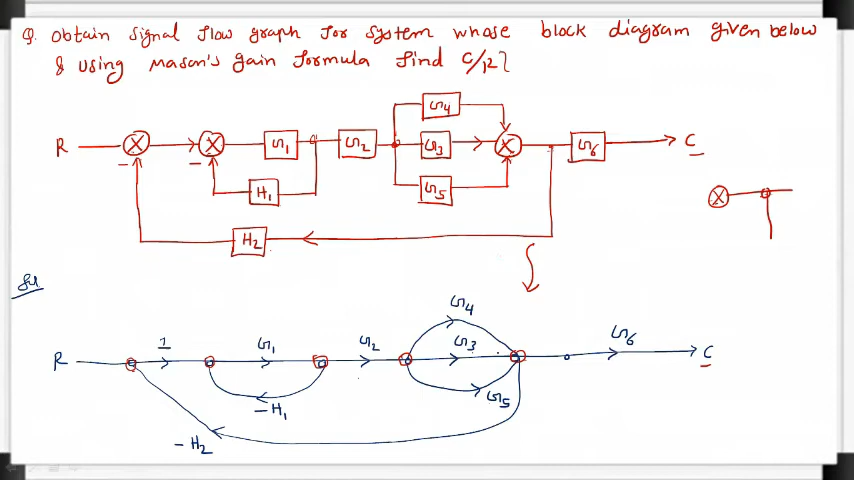 Q. obtain signal flow graph for system whose block diagram given below
& using mason's gain formula find C/R?
G4
R G1 G2 G3 G6 C
− −
H1 G5
H2
Sol
G4
R 1 G1 G2 G3 G6 C
−H1 G5
−H2